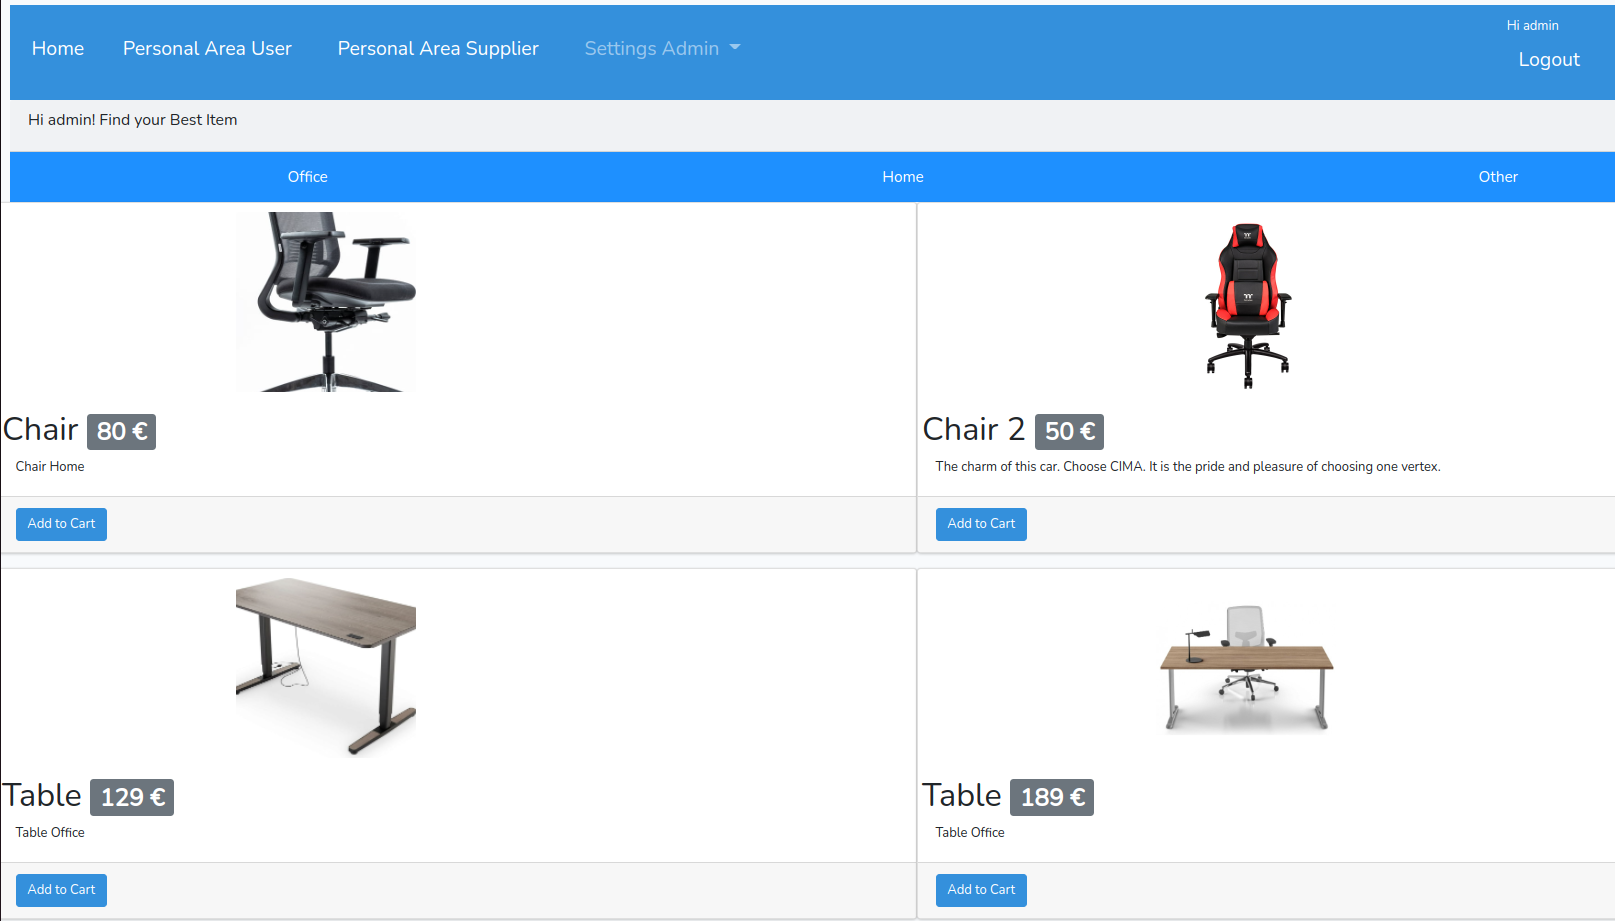 Hi admin
Home Personal Area User Personal Area Supplier Settings Admin
Logout
Hi admin! Find your Best Item
Office Home Other
Chair 80 €
Chair Home
Add to Cart
Chair 2 50 €
The charm of this car. Choose CIMA. It is the pride and pleasure of choosing one vertex.
Add to Cart
Table 129 €
Table Office
Add to Cart
Table 189 €
Table Office
Add to Cart